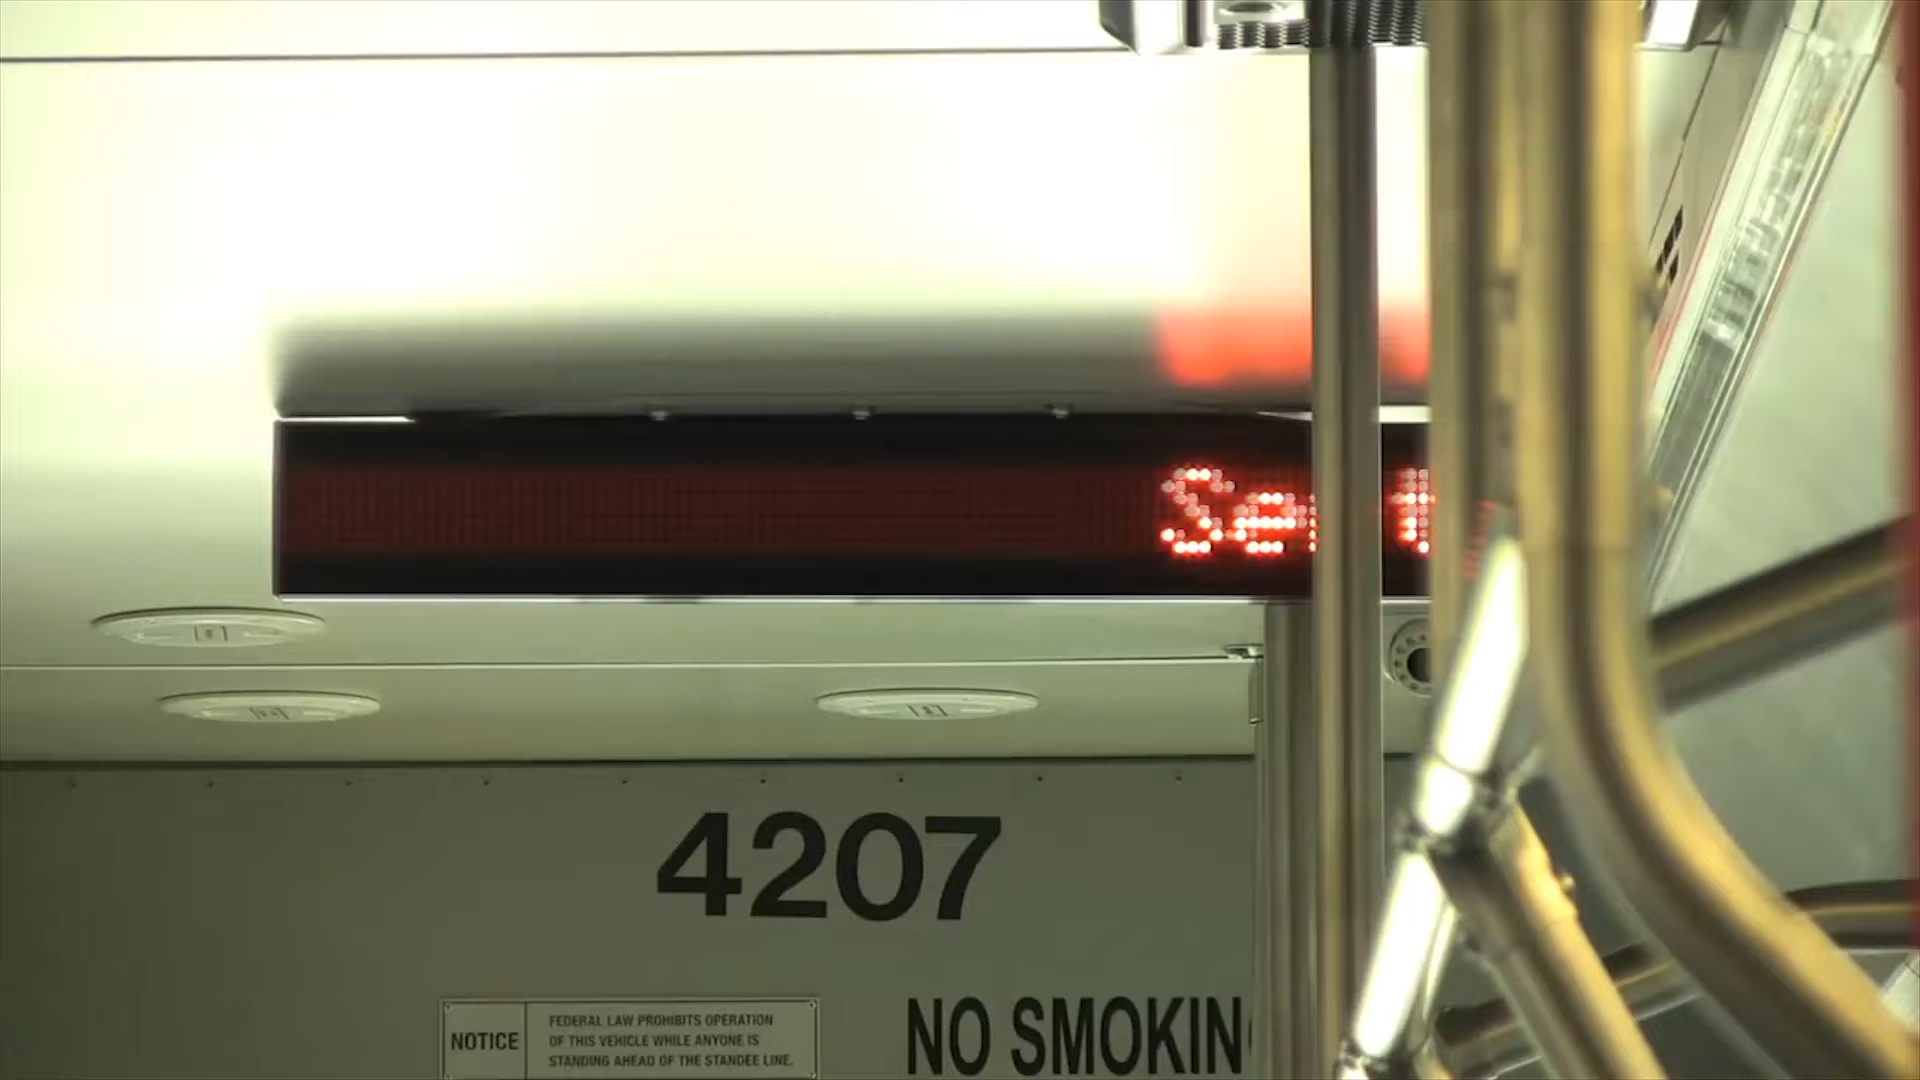 4207
NOTICE
FEDERAL LAW PROHIBITS OPERATION
OF THIS VEHICLE WHILE ANYONE IS
STANDING AHEAD OF THE STANDEE LINE.
NO SMOKIN